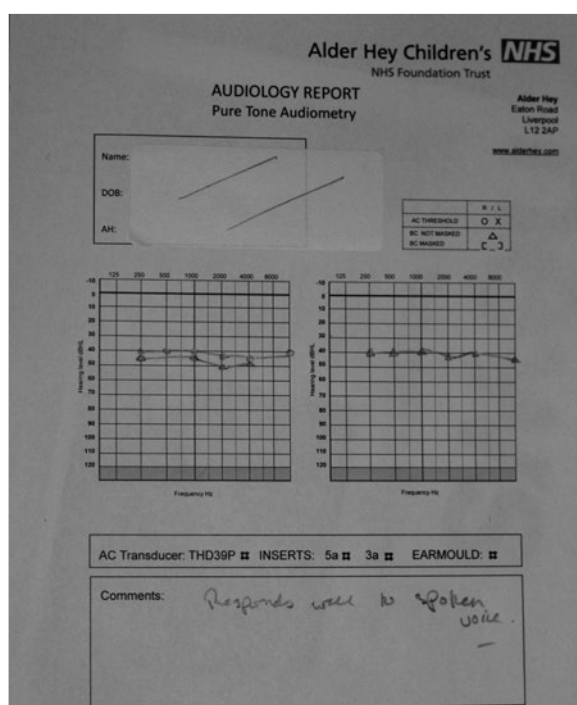 Alder Hey Children's NHS
NHS Foundation Trust
AUDIOLOGY REPORT
Pure Tone Audiometry
Alder Hey
Eaton Road
Liverpool
L12 2AP
www.alderhey.com
Name:
DOB:
AH:
R / L
AC THRESHOLD O X
BC NOT MASKED △
BC MASKED [ _ ]
125 250 500 1000 2000 4000 8000
-10
0
10
20
30
40
50
60
70
80
90
100
110
120
Hearing level dBHL
Frequency Hz
125 250 500 1000 2000 4000 8000
-10
0
10
20
30
40
50
60
70
80
90
100
110
120
Hearing level dBHL
Frequency Hz
AC Transducer: THD39P INSERTS: 5a 3a EARMOULD:
Comments: Responds well to spoken
voice.